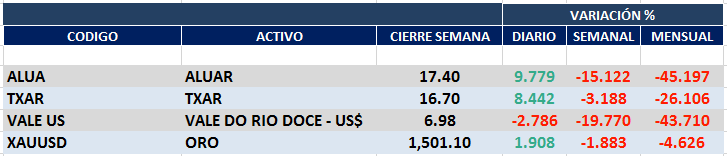 VARIACIÓN %
CODIGO ACTIVO CIERRE SEMANA DIARIO SEMANAL MENSUAL
ALUA ALUAR 17.40 9.779 -15.122 -45.197
TXAR TXAR 16.70 8.442 -3.188 -26.106
VALE US VALE DO RIO DOCE - US$ 6.98 -2.786 -19.770 -43.710
XAUUSD ORO 1,501.10 1.908 -1.883 -4.626